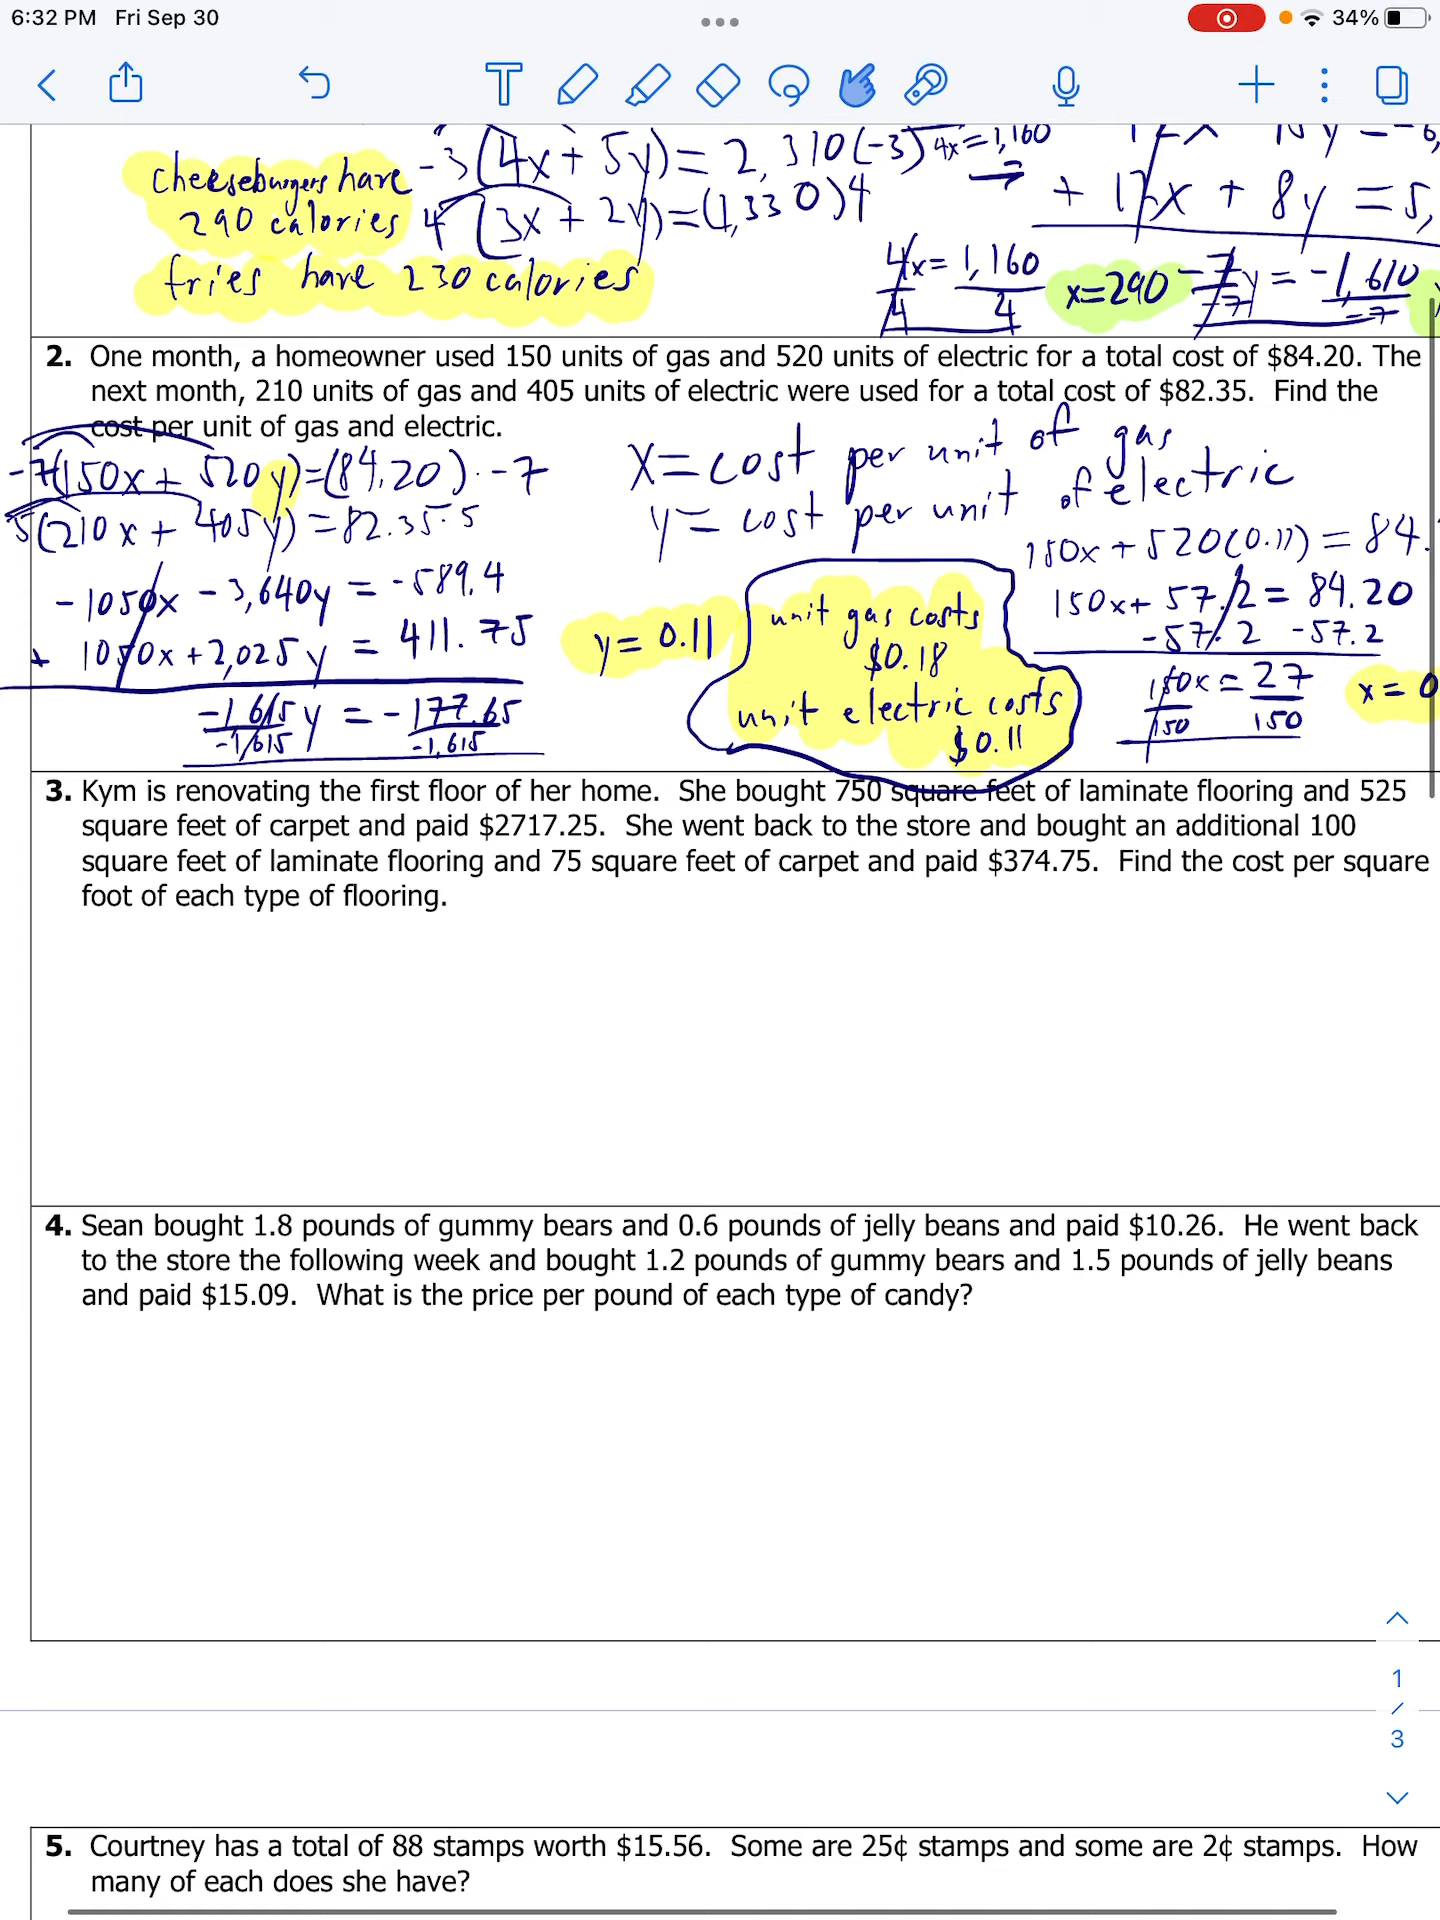 6:32 PM Fri Sep 30
34%
T
cheeseburgers have
290 calories
fries have 230 calories
-3(4x + 5y) = 2,310(-3)
4(3x + 2y) = (1,330)4
4x = 1,160
+ 12x + 8y = 5,
4x = 1,160
4 4
x=290
-7y = -1,610
-7 -7
2. One month, a homeowner used 150 units of gas and 520 units of electric for a total cost of $84.20. The
next month, 210 units of gas and 405 units of electric were used for a total cost of $82.35. Find the
cost per unit of gas and electric.
-7(150x + 520y)=(84.20)·-7
5(210x + 405y) = 82.35·5
-1050x - 3,640y = -589.4
+ 1050x + 2,025y = 411.75
-1615y = -177.65
-1615 -1,615
x = cost per unit of gas
y = cost per unit of electric
y = 0.11
unit gas costs
$0.18
unit electric costs
$0.11
150x + 520(0.11) = 84.
150x + 57.2 = 84.20
-57.2 -57.2
150x = 27
150 150
x = 0
3. Kym is renovating the first floor of her home. She bought 750 square feet of laminate flooring and 525
square feet of carpet and paid $2717.25. She went back to the store and bought an additional 100
square feet of laminate flooring and 75 square feet of carpet and paid $374.75. Find the cost per square
foot of each type of flooring.
4. Sean bought 1.8 pounds of gummy bears and 0.6 pounds of jelly beans and paid $10.26. He went back
to the store the following week and bought 1.2 pounds of gummy bears and 1.5 pounds of jelly beans
and paid $15.09. What is the price per pound of each type of candy?
1
/
3
5. Courtney has a total of 88 stamps worth $15.56. Some are 25¢ stamps and some are 2¢ stamps. How
many of each does she have?